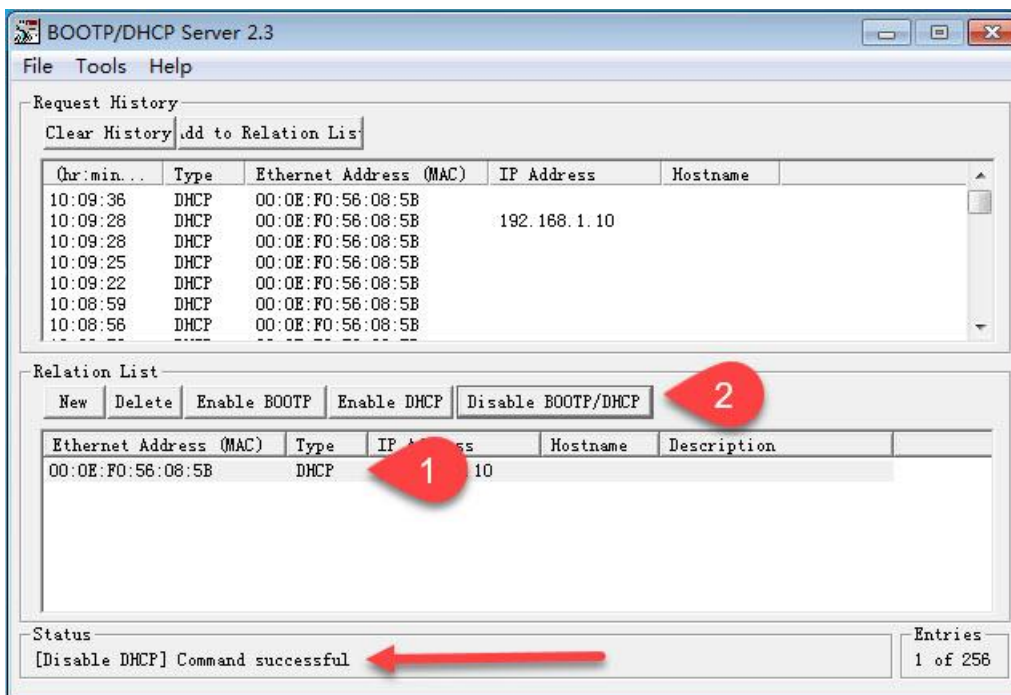 BOOTP/DHCP Server 2.3
File Tools Help
Request History
Clear History dd to Relation Lis
(hr:min... Type Ethernet Address (MAC) IP Address Hostname
10:09:36 DHCP 00:0E:F0:56:08:5B
10:09:28 DHCP 00:0E:F0:56:08:5B 192.168.1.10
10:09:28 DHCP 00:0E:F0:56:08:5B
10:09:25 DHCP 00:0E:F0:56:08:5B
10:09:22 DHCP 00:0E:F0:56:08:5B
10:08:59 DHCP 00:0E:F0:56:08:5B
10:08:56 DHCP 00:0E:F0:56:08:5B
Relation List
New Delete Enable BOOTP Enable DHCP Disable BOOTP/DHCP 2
Ethernet Address (MAC) Type IP Hostname Description
00:0E:F0:56:08:5B DHCP 1 10
Status
[Disable DHCP] Command successful
Entries
1 of 256